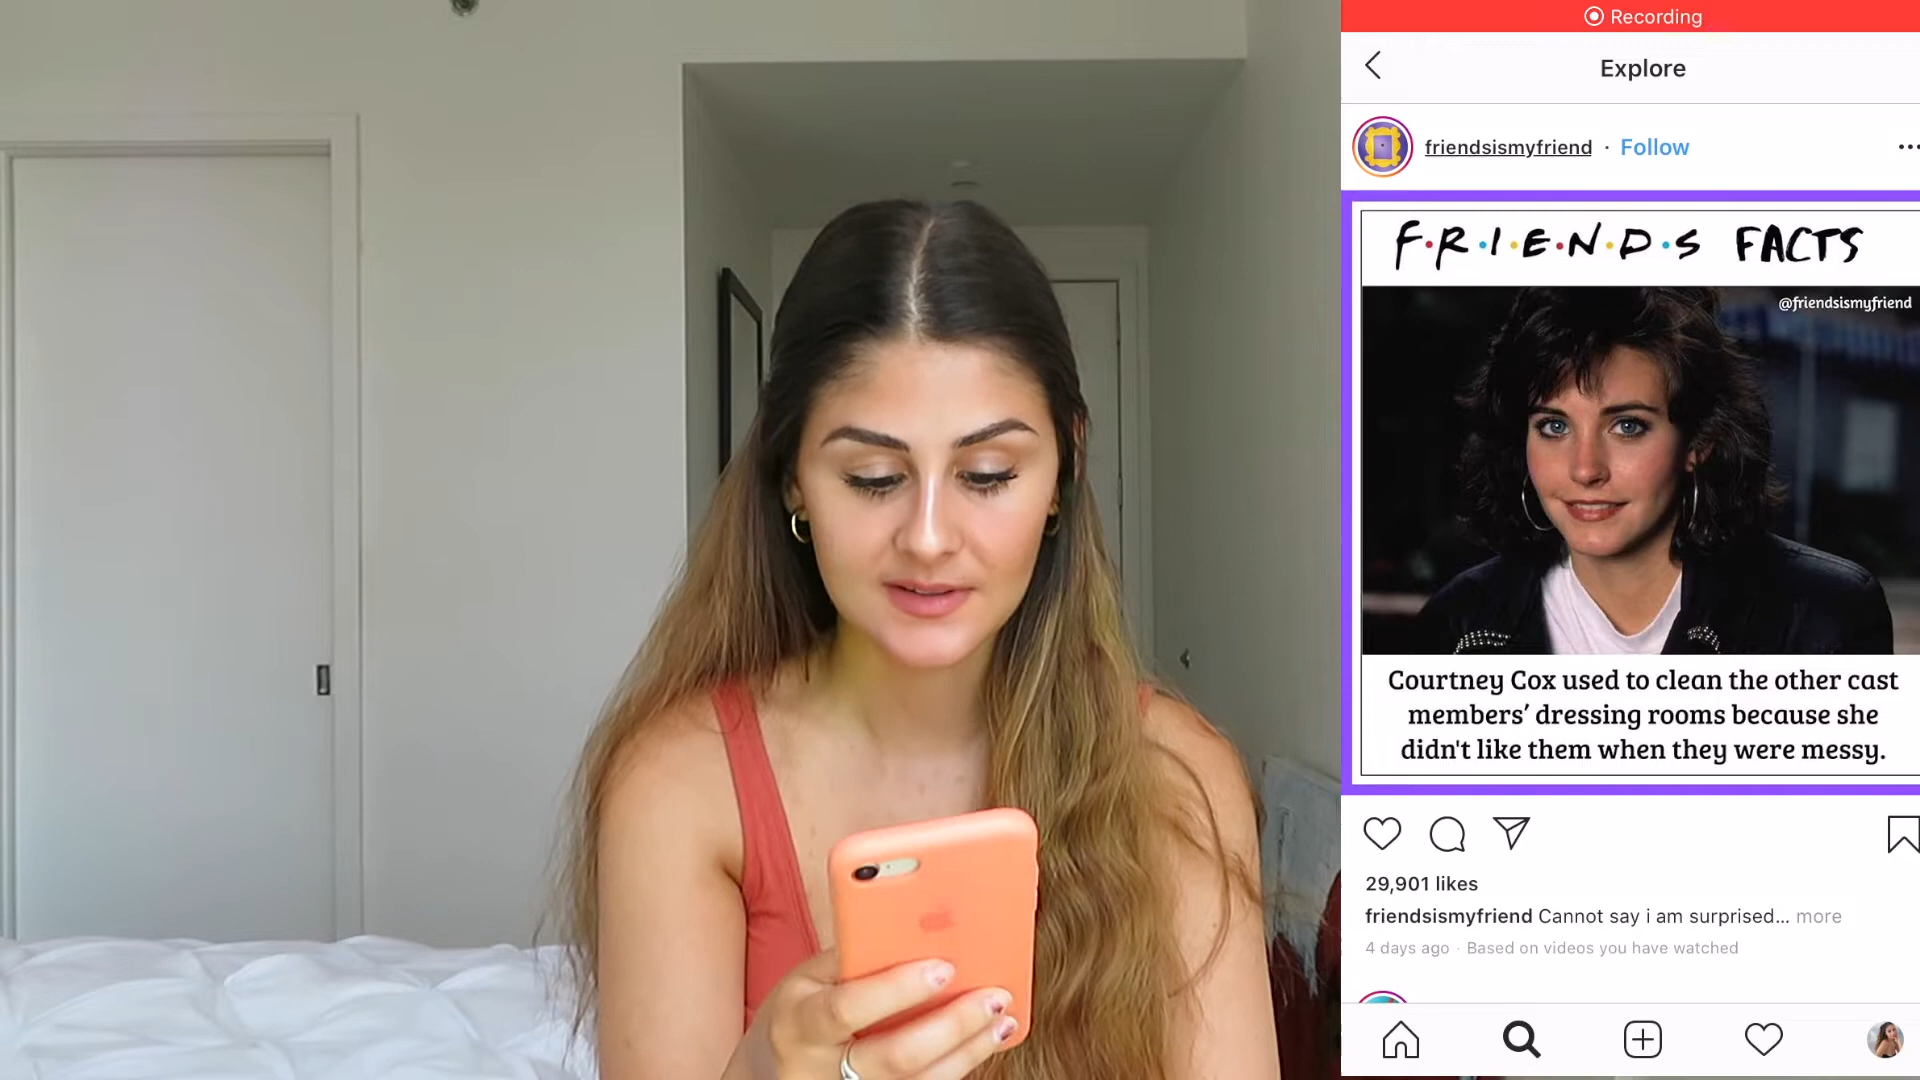 Recording
Explore
friendsismyfriend · Follow
F·R·I·E·N·D·S FACTS
@friendsismyfriend
Courtney Cox used to clean the other cast
members’ dressing rooms because she
didn't like them when they were messy.
29,901 likes
friendsismyfriend Cannot say i am surprised... more
4 days ago · Based on videos you have watched